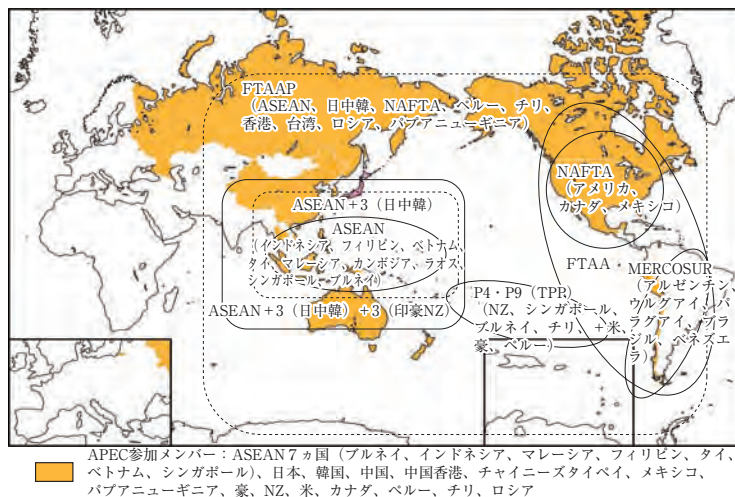 FTAAP
（ASEAN、日中韓、NAFTA、ペルー、チリ、
香港、台湾、ロシア、パプアニューギニア）
NAFTA
（アメリカ、
カナダ、メキシコ）
ASEAN＋3（日中韓）
ASEAN
（インドネシア、フィリピン、ベトナム、
タイ、マレーシア、カンボジア、ラオス、
シンガポール、ブルネイ）
ASEAN＋3（日中韓）＋3（印豪NZ）
FTAA
P4・P9（TPR）
（NZ、シンガポール、
ブルネイ、チリ、＋米、
豪、ペルー）
MERCOSUR
（アルゼンチン、
ウルグアイ、パ
ラグアイ、ブラ
ジル、ベネズエ
ラ）
APEC参加メンバー：ASEAN７ヵ国（ブルネイ、インドネシア、マレーシア、フィリピン、タイ、
ベトナム、シンガポール）、日本、韓国、中国、中国香港、チャイニーズタイペイ、メキシコ、
パプアニューギニア、豪、NZ、米、カナダ、ペルー、チリ、ロシア